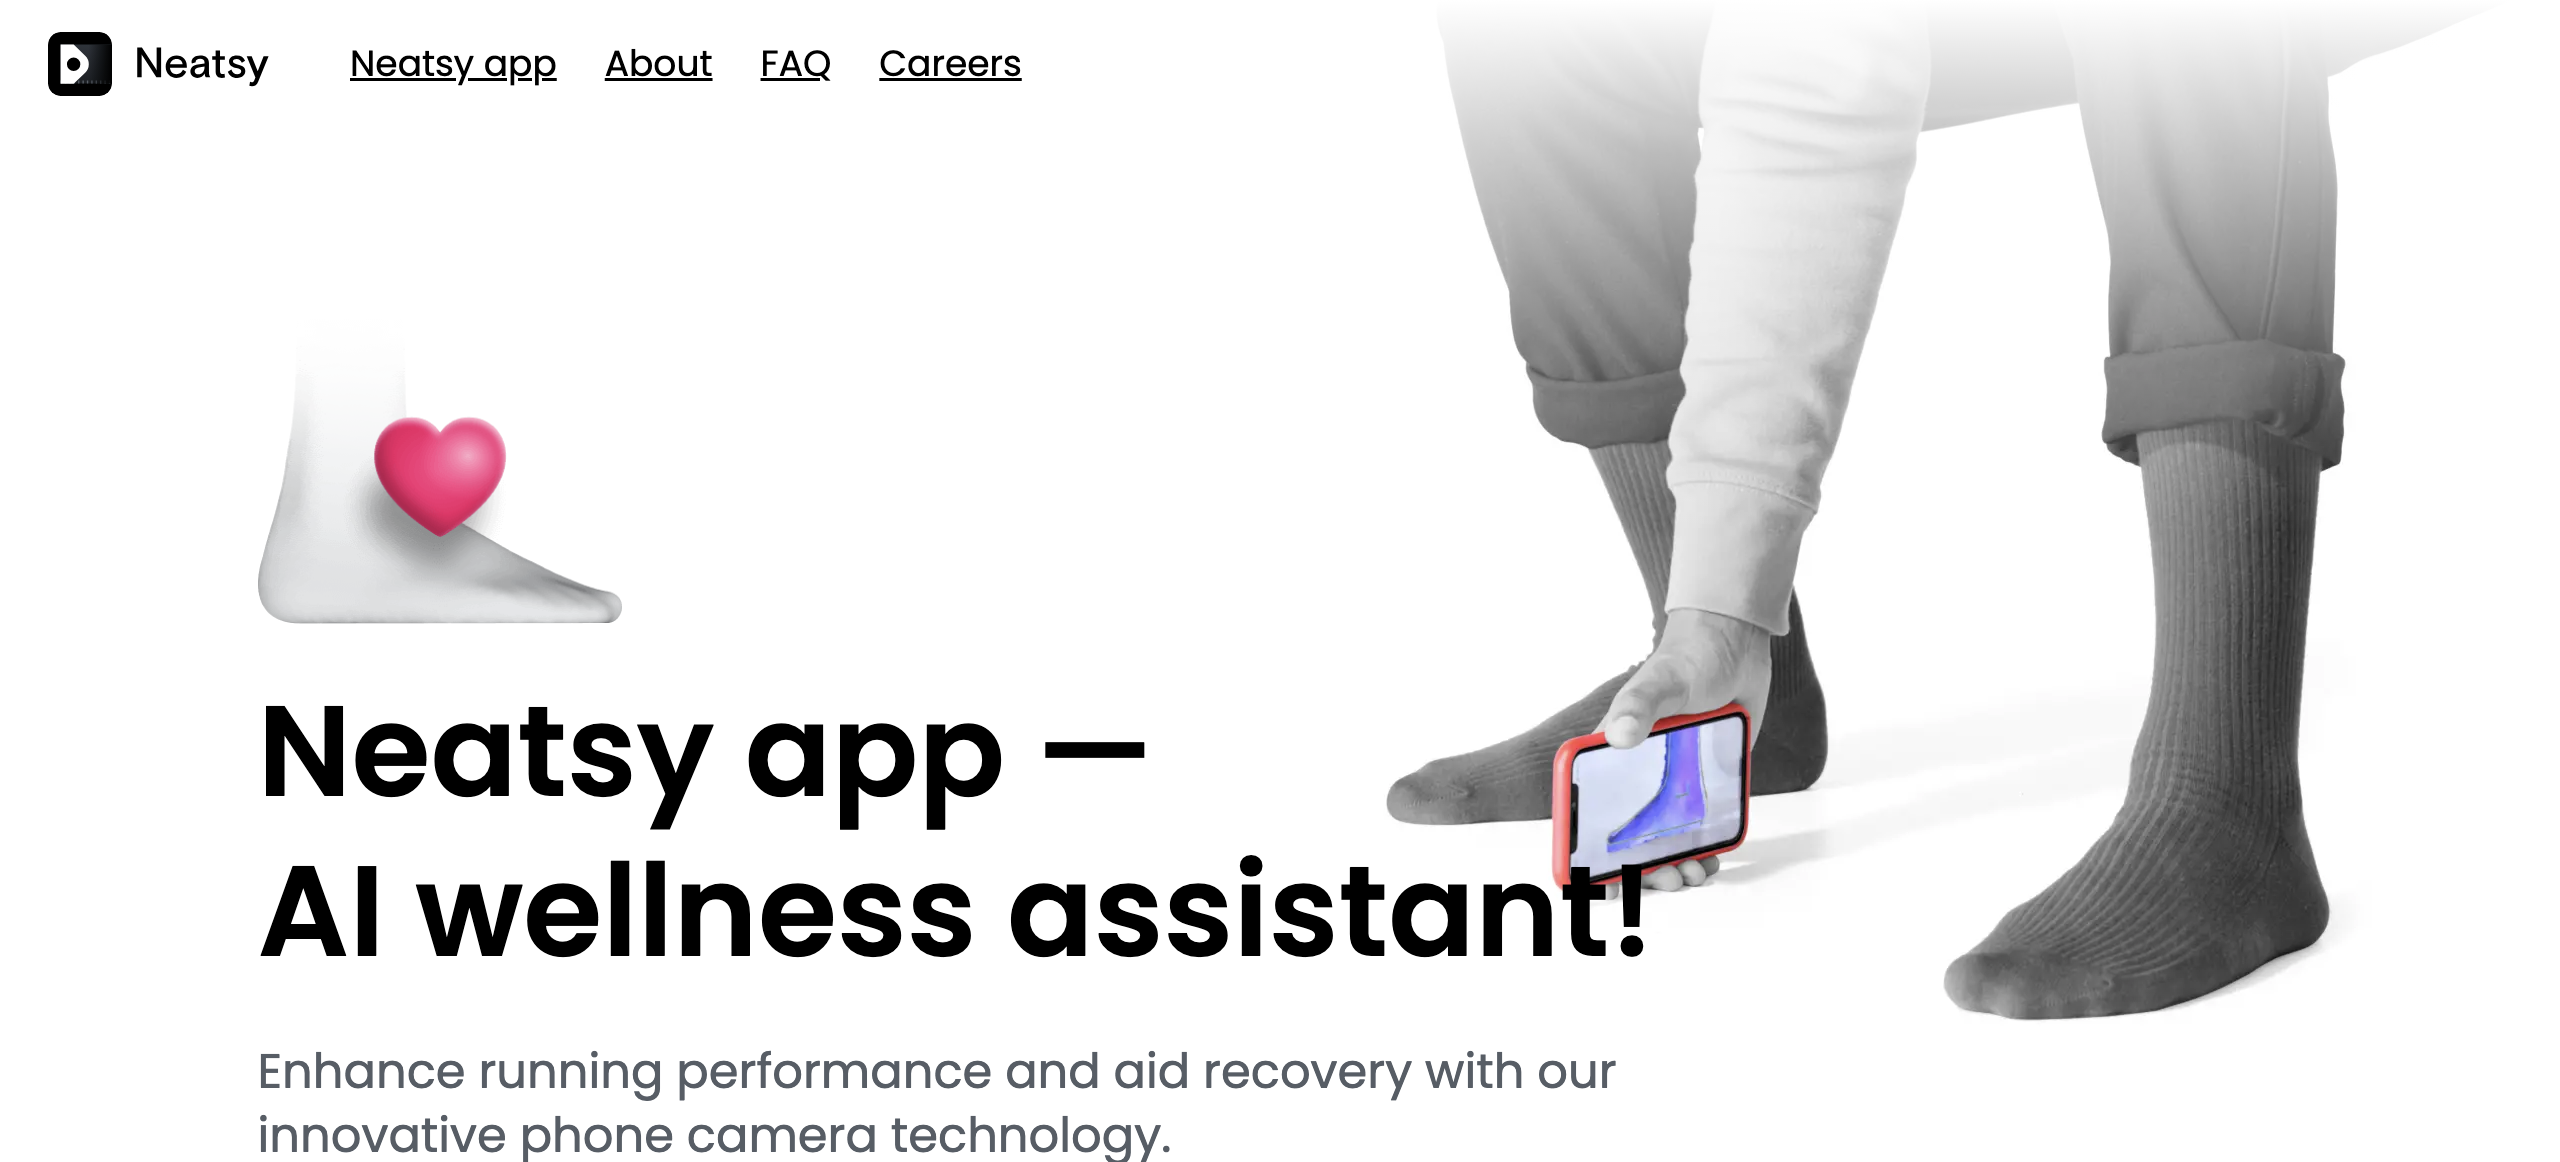 Neatsy
Neatsy app About FAQ Careers
Neatsy app —
AI wellness assistant!
Enhance running performance and aid recovery with our
innovative phone camera technology.